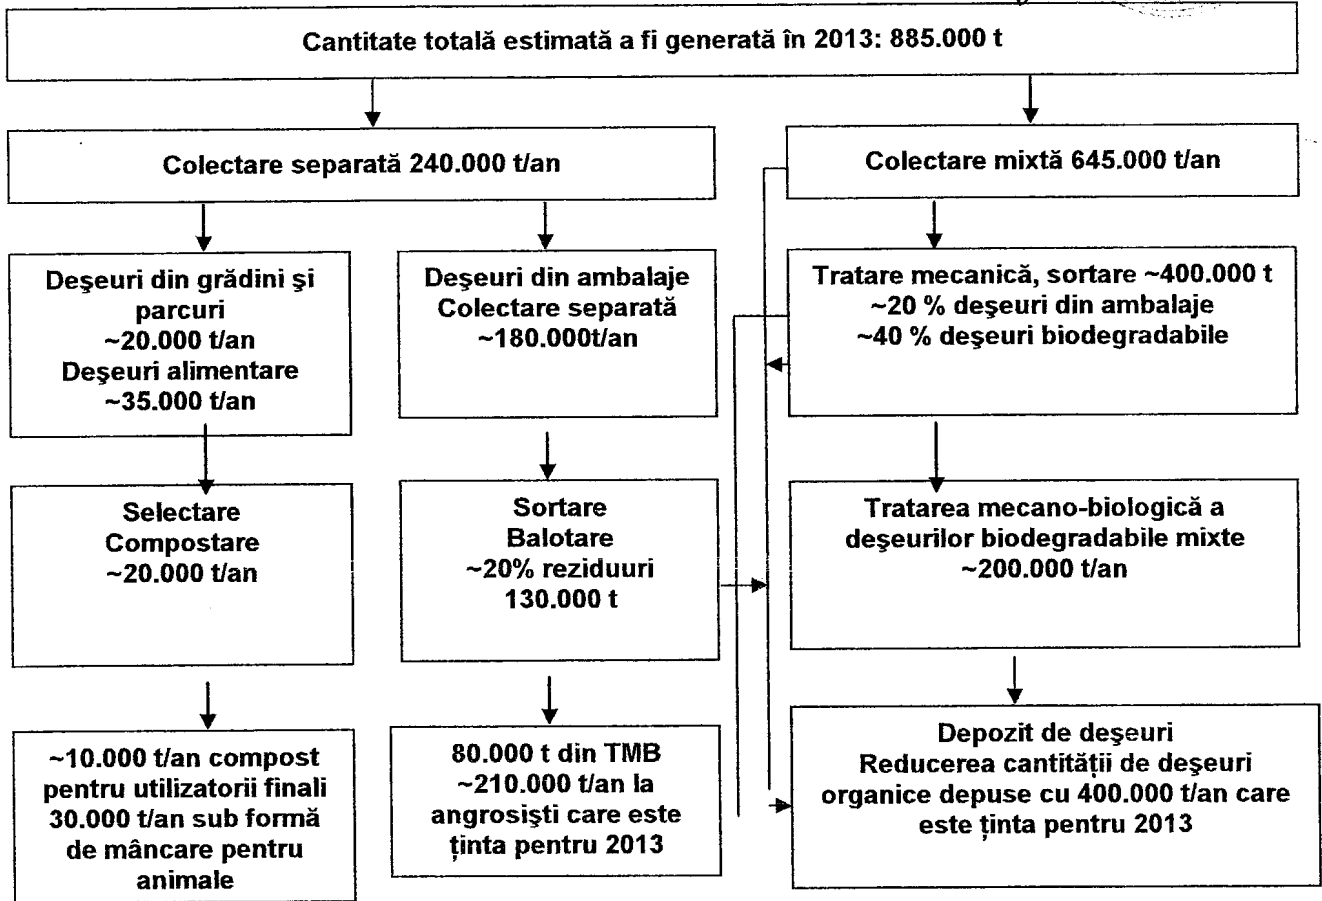 Cantitate totală estimată a fi generată în 2013: 885.000 t
Colectare separată 240.000 t/an
Colectare mixtă 645.000 t/an
Deşeuri din grădini şi
parcuri
~20.000 t/an
Deşeuri alimentare
~35.000 t/an
Deşeuri din ambalaje
Colectare separată
~180.000t/an
Tratare mecanică, sortare ~400.000 t
~20 % deşeuri din ambalaje
~40 % deşeuri biodegradabile
Selectare
Compostare
~20.000 t/an
Sortare
Balotare
~20% reziduuri
130.000 t
Tratarea mecano-biologică a
deşeurilor biodegradabile mixte
~200.000 t/an
~10.000 t/an compost
pentru utilizatorii finali
30.000 t/an sub formă
de mâncare pentru
animale
80.000 t din TMB
~210.000 t/an la
angrosişti care este
ţinta pentru 2013
Depozit de deşeuri
Reducerea cantităţii de deşeuri
organice depuse cu 400.000 t/an care
este ţinta pentru 2013